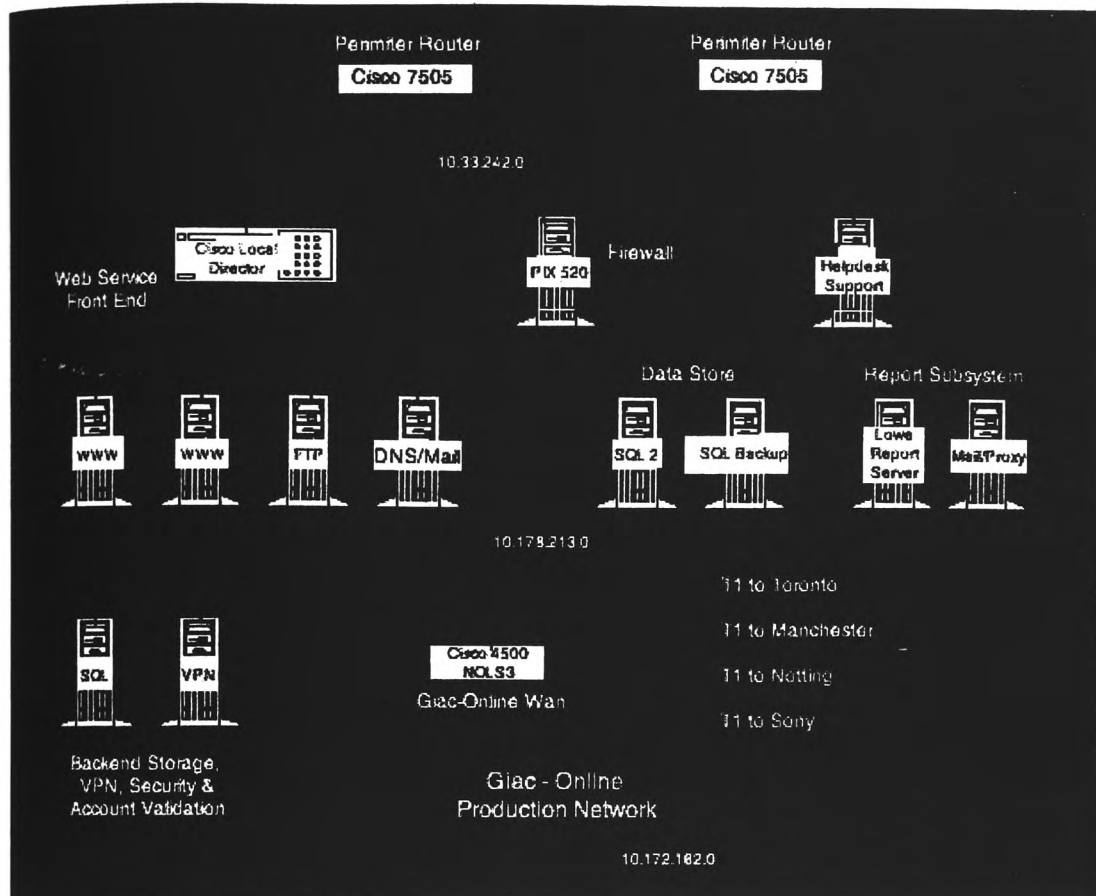 Perimiter Router
Cisco 7505
Perimiter Router
Cisco 7505
10.33.242.0
Cisco Local
Director
Web Service
Front End
PIX 520
Firewall
Helpdesk
Support
Data Store
Report Subsystem
WWW
WWW
FTP
DNS/Mail
SQL 2
SQL Backup
Lowe
Report
Server
Mail/Proxy
10.178.213.0
T1 to Toronto
T1 to Manchester
T1 to Notting
T1 to Sony
SQL
VPN
Cisco 4500
NOLS3
Giac-Online Wan
Backend Storage,
VPN, Security &
Account Validation
Giac - Online
Production Network
10.172.162.0